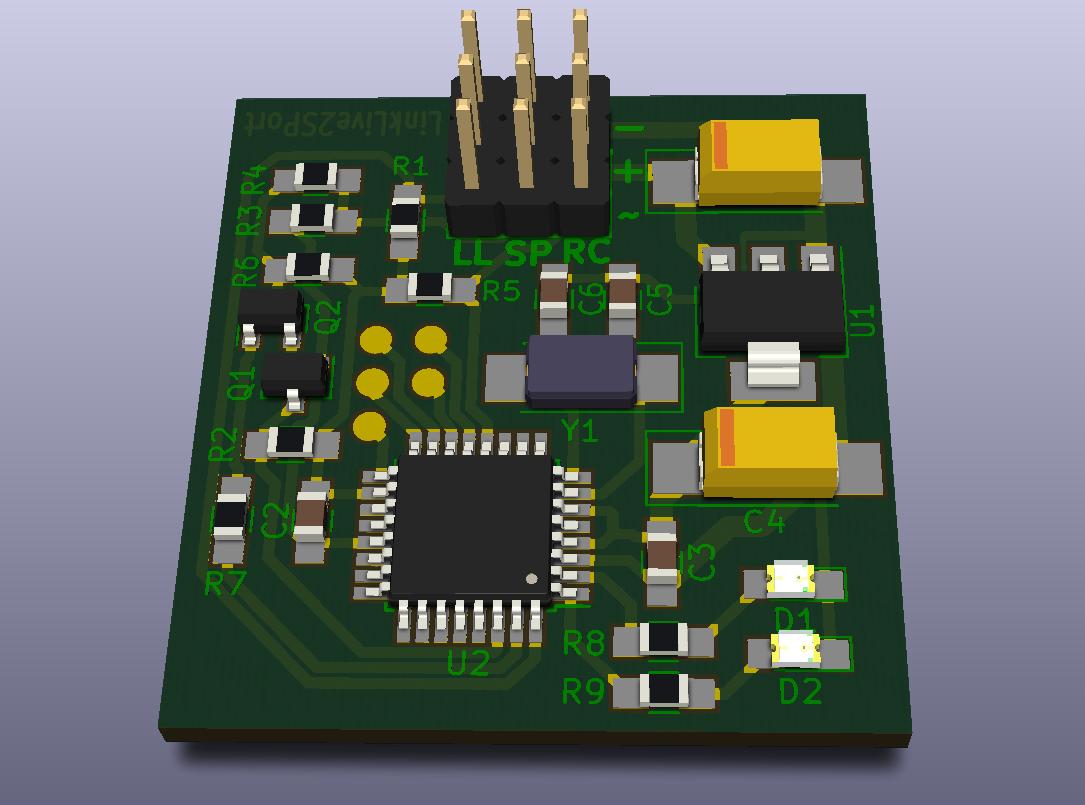 LinkLive2SPort
R4
R1
R3
R6
R5
Q2
Q1
R2
R7
C2
−
+
~
LL SP RC
C6
C5
U1
Y1
C4
C3
U2
D1
R8
D2
R9